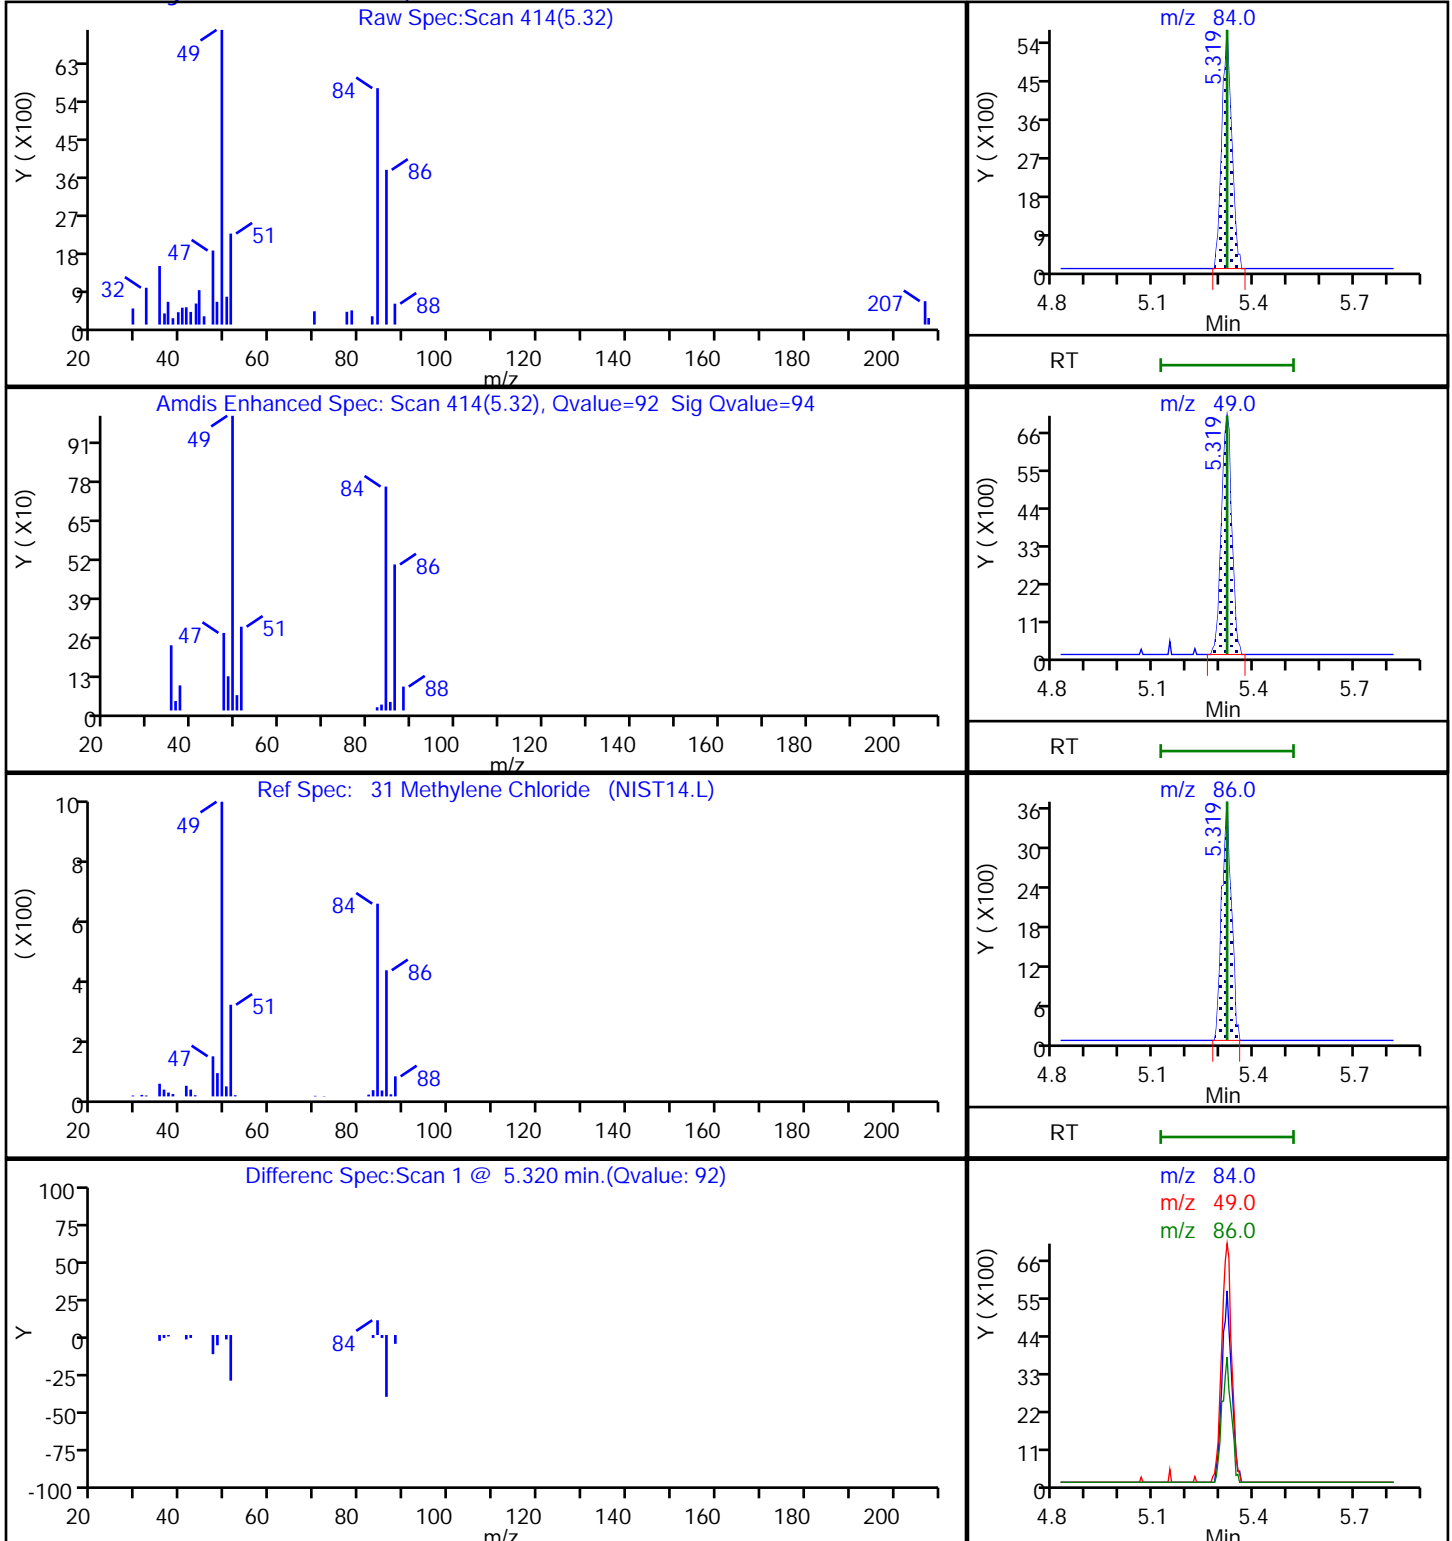 Raw Spec:Scan 414(5.32)
Y ( X100)
63
54
45
36
27
18
9
0
49
84
86
51
47
32
88
207
20 40 60 80 100 120 140 160 180 200
m/z
m/z 84.0
Y ( X100)
54
45
36
27
18
9
0
5.319
4.8 5.1 5.4 5.7
Min
RT
Amdis Enhanced Spec: Scan 414(5.32), Qvalue=92 Sig Qvalue=94
Y ( X10)
91
78
65
52
39
26
13
0
49
84
86
47
51
88
20 40 60 80 100 120 140 160 180 200
m/z
m/z 49.0
Y ( X100)
66
55
44
33
22
11
0
5.319
4.8 5.1 5.4 5.7
Min
RT
Ref Spec: 31 Methylene Chloride (NIST14.L)
( X100)
10
8
6
4
2
0
49
84
86
51
47
88
20 40 60 80 100 120 140 160 180 200
m/z 86.0
Y ( X100)
36
30
24
18
12
6
0
5.319
4.8 5.1 5.4 5.7
Min
RT
Differenc Spec:Scan 1 @ 5.320 min.(Qvalue: 92)
Y
100
75
50
25
0
-25
-50
-75
-100
84
20 40 60 80 100 120 140 160 180 200
m/z
m/z 84.0
m/z 49.0
m/z 86.0
Y ( X100)
66
55
44
33
22
11
0
4.8 5.1 5.4 5.7
Min